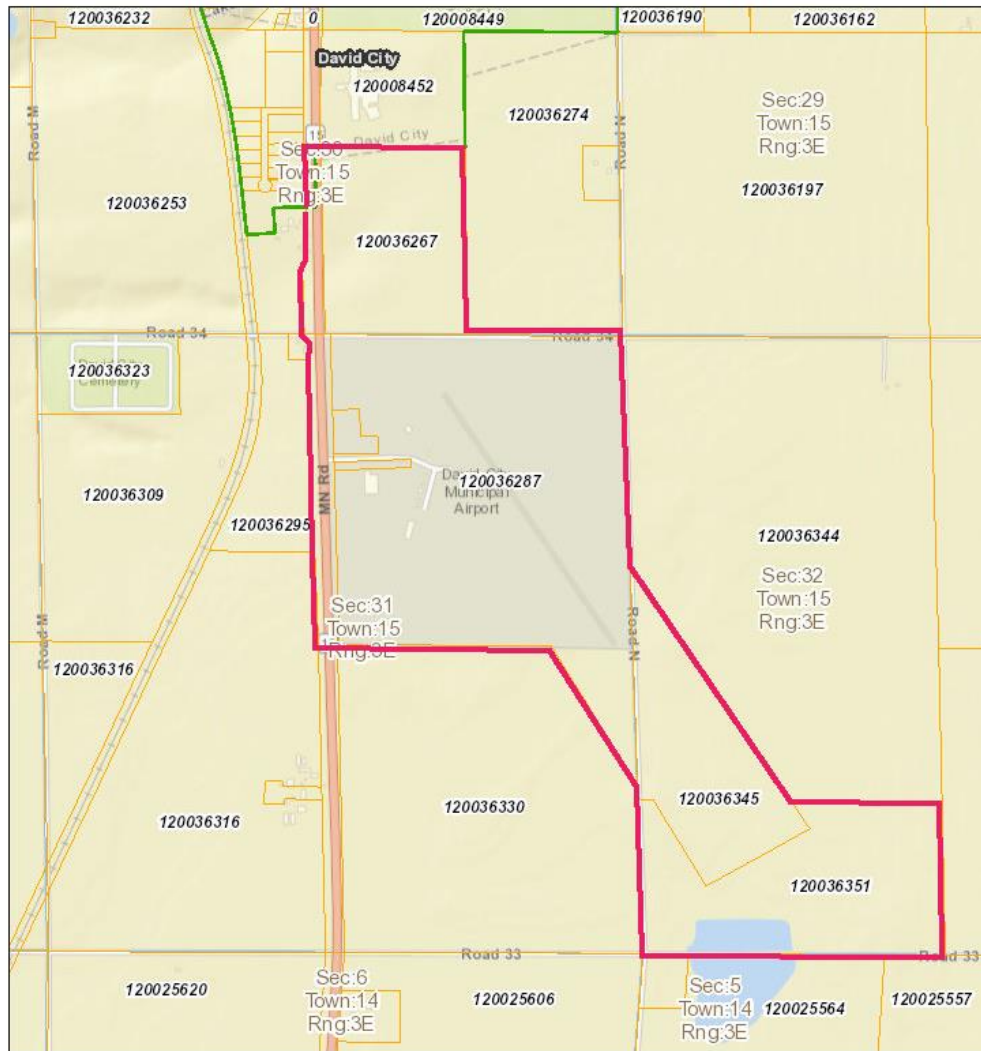 120036232
0
120008449
120036190
120036162
David City
120008452
120036274
Sec:29
Town:15
Rng:3E
Road M
15
David City
Sec:30
Town:15
Rng:3E
Road N
120036197
120036253
120036267
Road 34
Road 34
120036323
David City
Cemetery
120036287
David City
Municipal
Airport
MN Rd
120036309
120036295
120036344
Sec:32
Town:15
Rng:3E
Sec:31
Town:15
Rng:3E
Road M
Road N
120036316
120036345
120036330
120036316
120036351
Road 33
Road 33
Sec:6
Town:14
Rng:3E
120025620
120025606
Sec:5
Town:14
Rng:3E
120025564
120025557